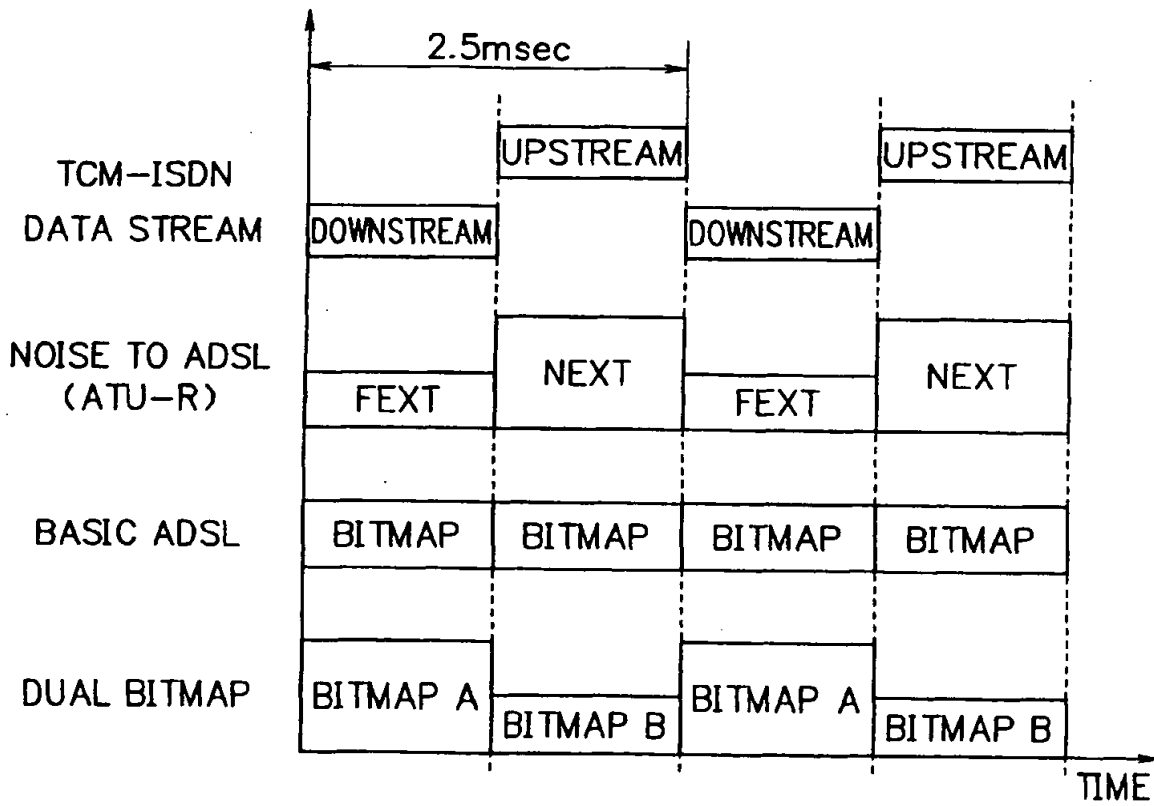 2.5msec
UPSTREAM UPSTREAM
TCM-ISDN
DATA STREAM DOWNSTREAM DOWNSTREAM
NOISE TO ADSL
(ATU-R)
FEXT NEXT FEXT NEXT
BASIC ADSL BITMAP BITMAP BITMAP BITMAP
DUAL BITMAP BITMAP A BITMAP B BITMAP A BITMAP B
TIME